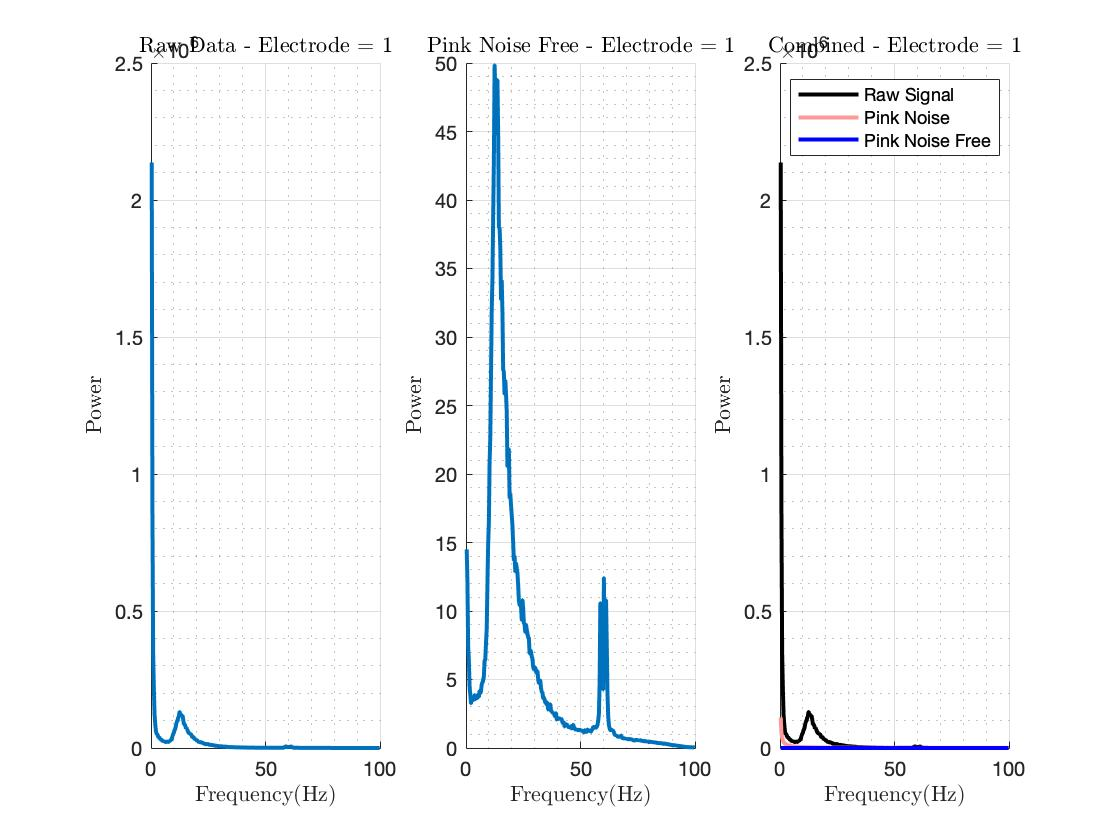 Raw Data - Electrode = 1
×10⁶
2.5
2
1.5
1
0.5
0
0 50 100
Power
Frequency(Hz)
Pink Noise Free - Electrode = 1
50
45
40
35
30
25
20
15
10
5
0
0 50 100
Power
Frequency(Hz)
Combined - Electrode = 1
×10⁶
2.5
2
1.5
1
0.5
0
0 50 100
Power
Frequency(Hz)
Raw Signal
Pink Noise
Pink Noise Free